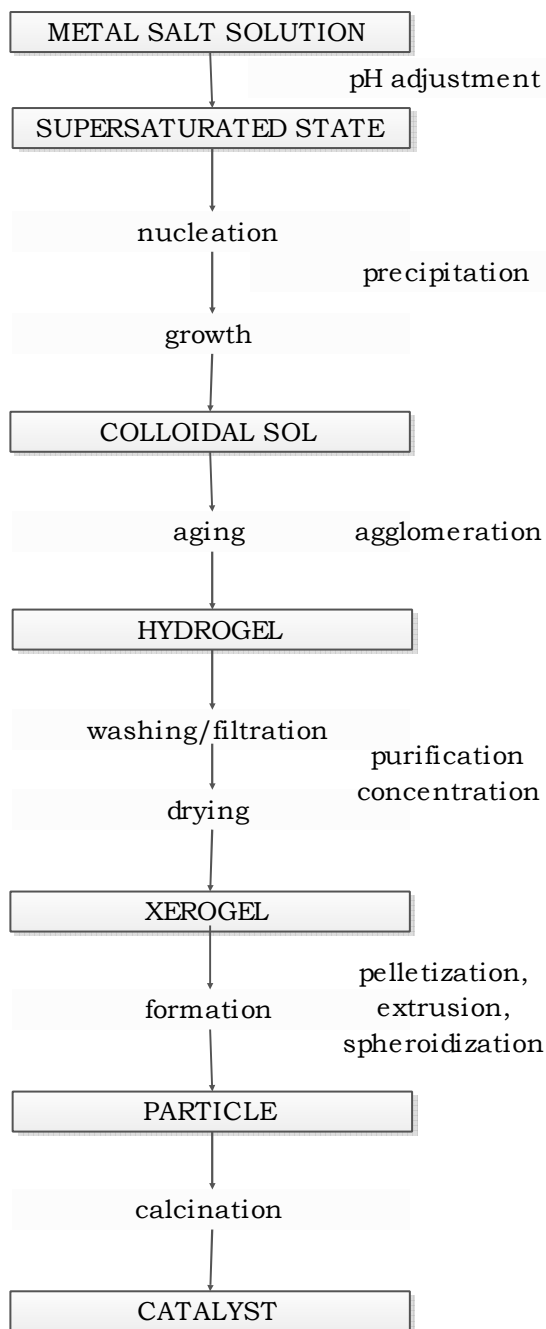 METAL SALT SOLUTION
pH adjustment
SUPERSATURATED STATE
nucleation
precipitation
growth
COLLOIDAL SOL
aging
agglomeration
HYDROGEL
washing/filtration
purification
concentration
drying
XEROGEL
formation
pelletization,
extrusion,
spheroidization
PARTICLE
calcination
CATALYST